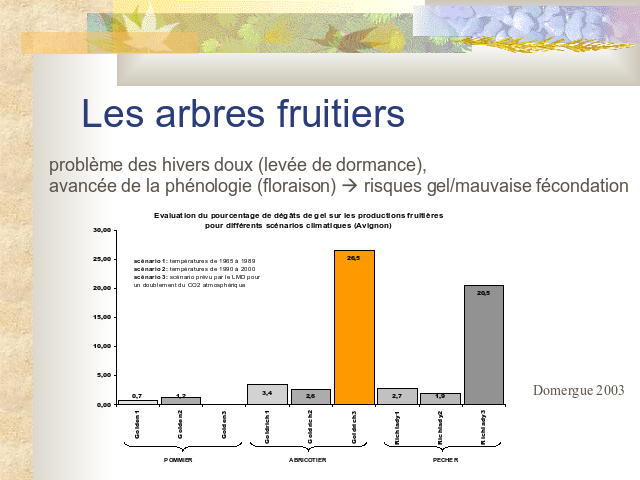 Les arbres fruitiers
problème des hivers doux (levée de dormance),
avancée de la phénologie (floraison) → risques gel/mauvaise fécondation
Evaluation du pourcentage de dégâts de gel sur les productions fruitières
pour différents scénarios climatiques (Avignon)
30,00
25,00
20,00
15,00
10,00
5,00
0,00
scénario 1: températures de 1965 à 1989
scénario 2: températures de 1990 à 2000
scénario 3: scénario prévu par le LMD pour
un doublement du CO2 atmosphérique
0,7
1,2
3,4
2,6
26,5
2,7
1,9
20,5
Golden1
Golden2
Golden3
Goldrich1
Goldrich2
Goldrich3
Richlady1
Richlady2
Richlady3
POMMIER
ABRICOTIER
PECHER
Domergue 2003